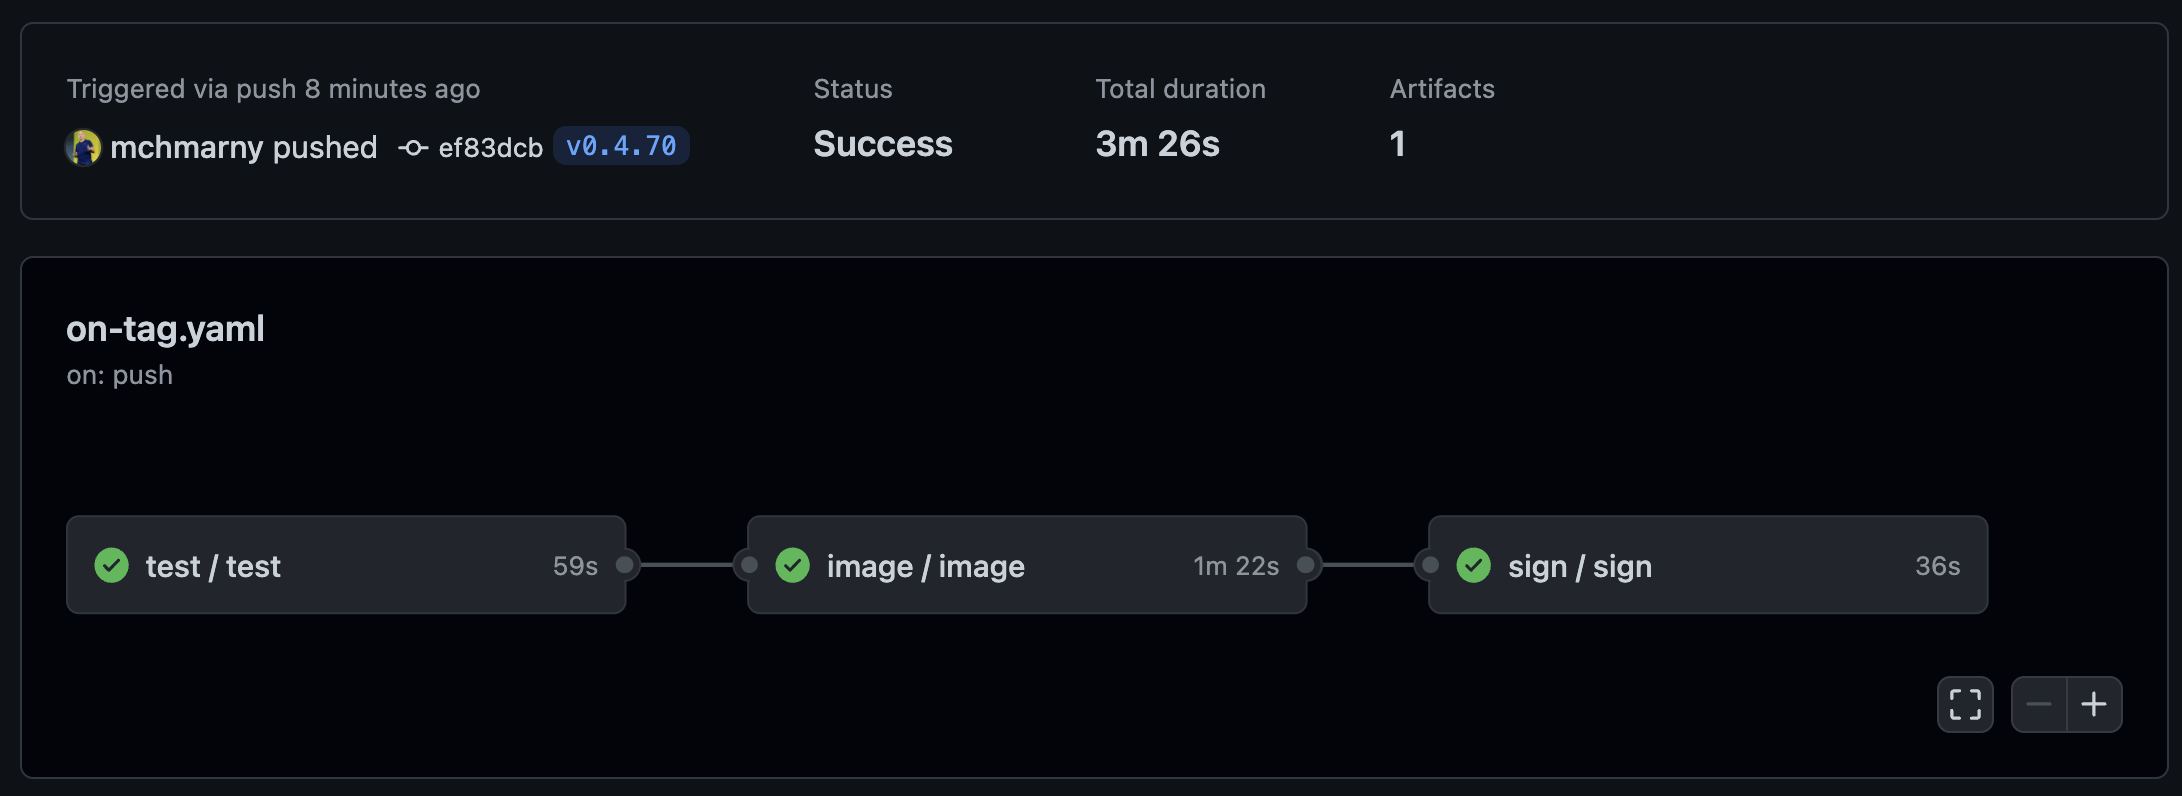 Triggered via push 8 minutes ago
mchmarny pushed ef83dcb v0.4.70
Status
Success
Total duration
3m 26s
Artifacts
1
on-tag.yaml
on: push
test / test 59s
image / image 1m 22s
sign / sign 36s